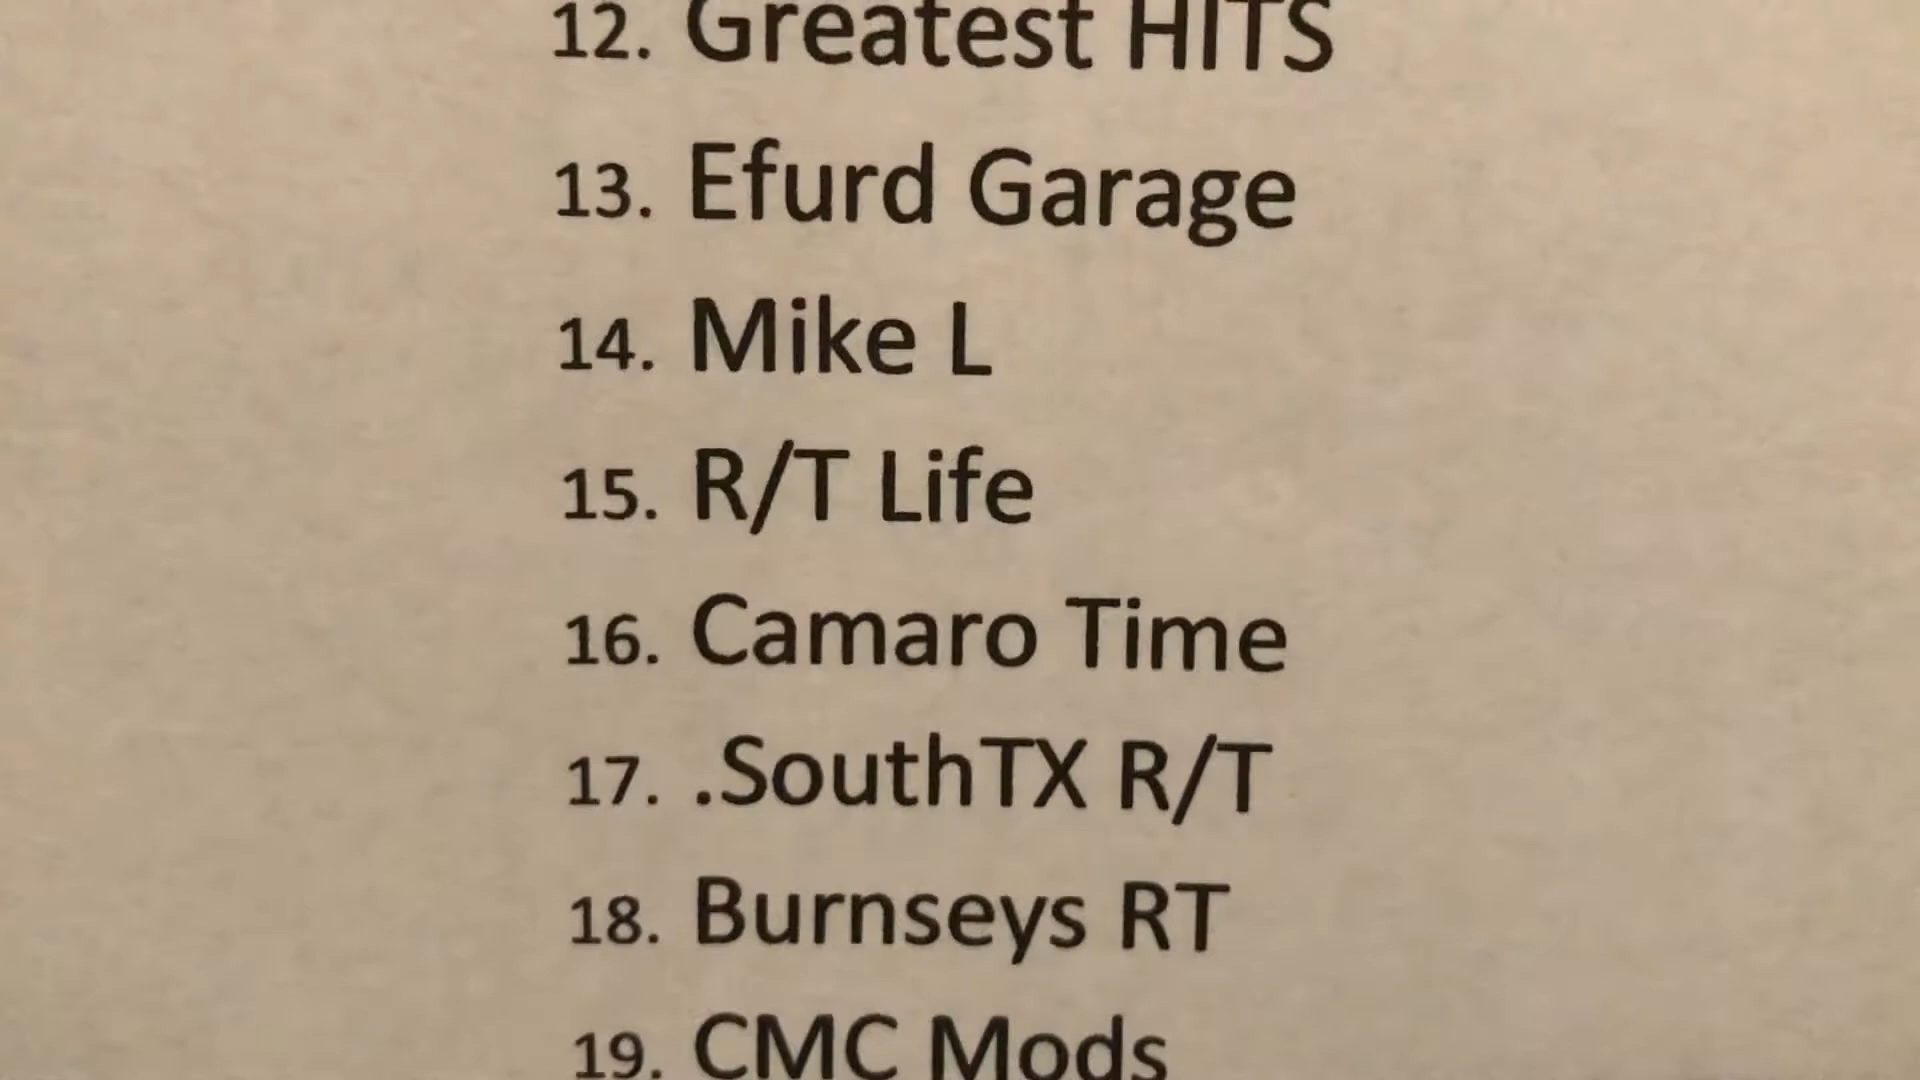 12. Greatest HITS
13. Efurd Garage
14. Mike L
15. R/T Life
16. Camaro Time
17. .SouthTX R/T
18. Burnseys RT
19. CMC Mods